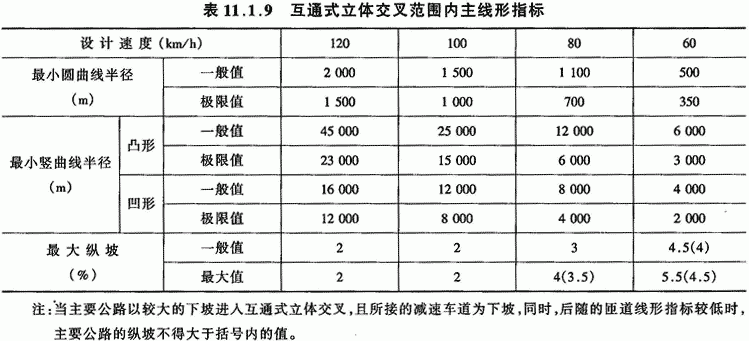 表 11.1.9 互通式立体交叉范围内主线形指标
设计速度(km/h) 120 100 80 60
最小圆曲线半径 (m) 一般值 2 000 1 500 1 100 500
极限值 1 500 1 000 700 350
最小竖曲线半径 (m) 凸形 一般值 45 000 25 000 12 000 6 000
极限值 23 000 15 000 6 000 3 000
凹形 一般值 16 000 12 000 8 000 4 000
极限值 12 000 8 000 4 000 2 000
最大纵坡 (%) 一般值 2 2 3 4.5(4)
最大值 2 2 4(3.5) 5.5(4.5)
注:当主要公路以较大的下坡进入互通式立体交叉,且所接的减速车道为下坡,同时,后随的匝道线形指标较低时,
主要公路的纵坡不得大于括号内的值。